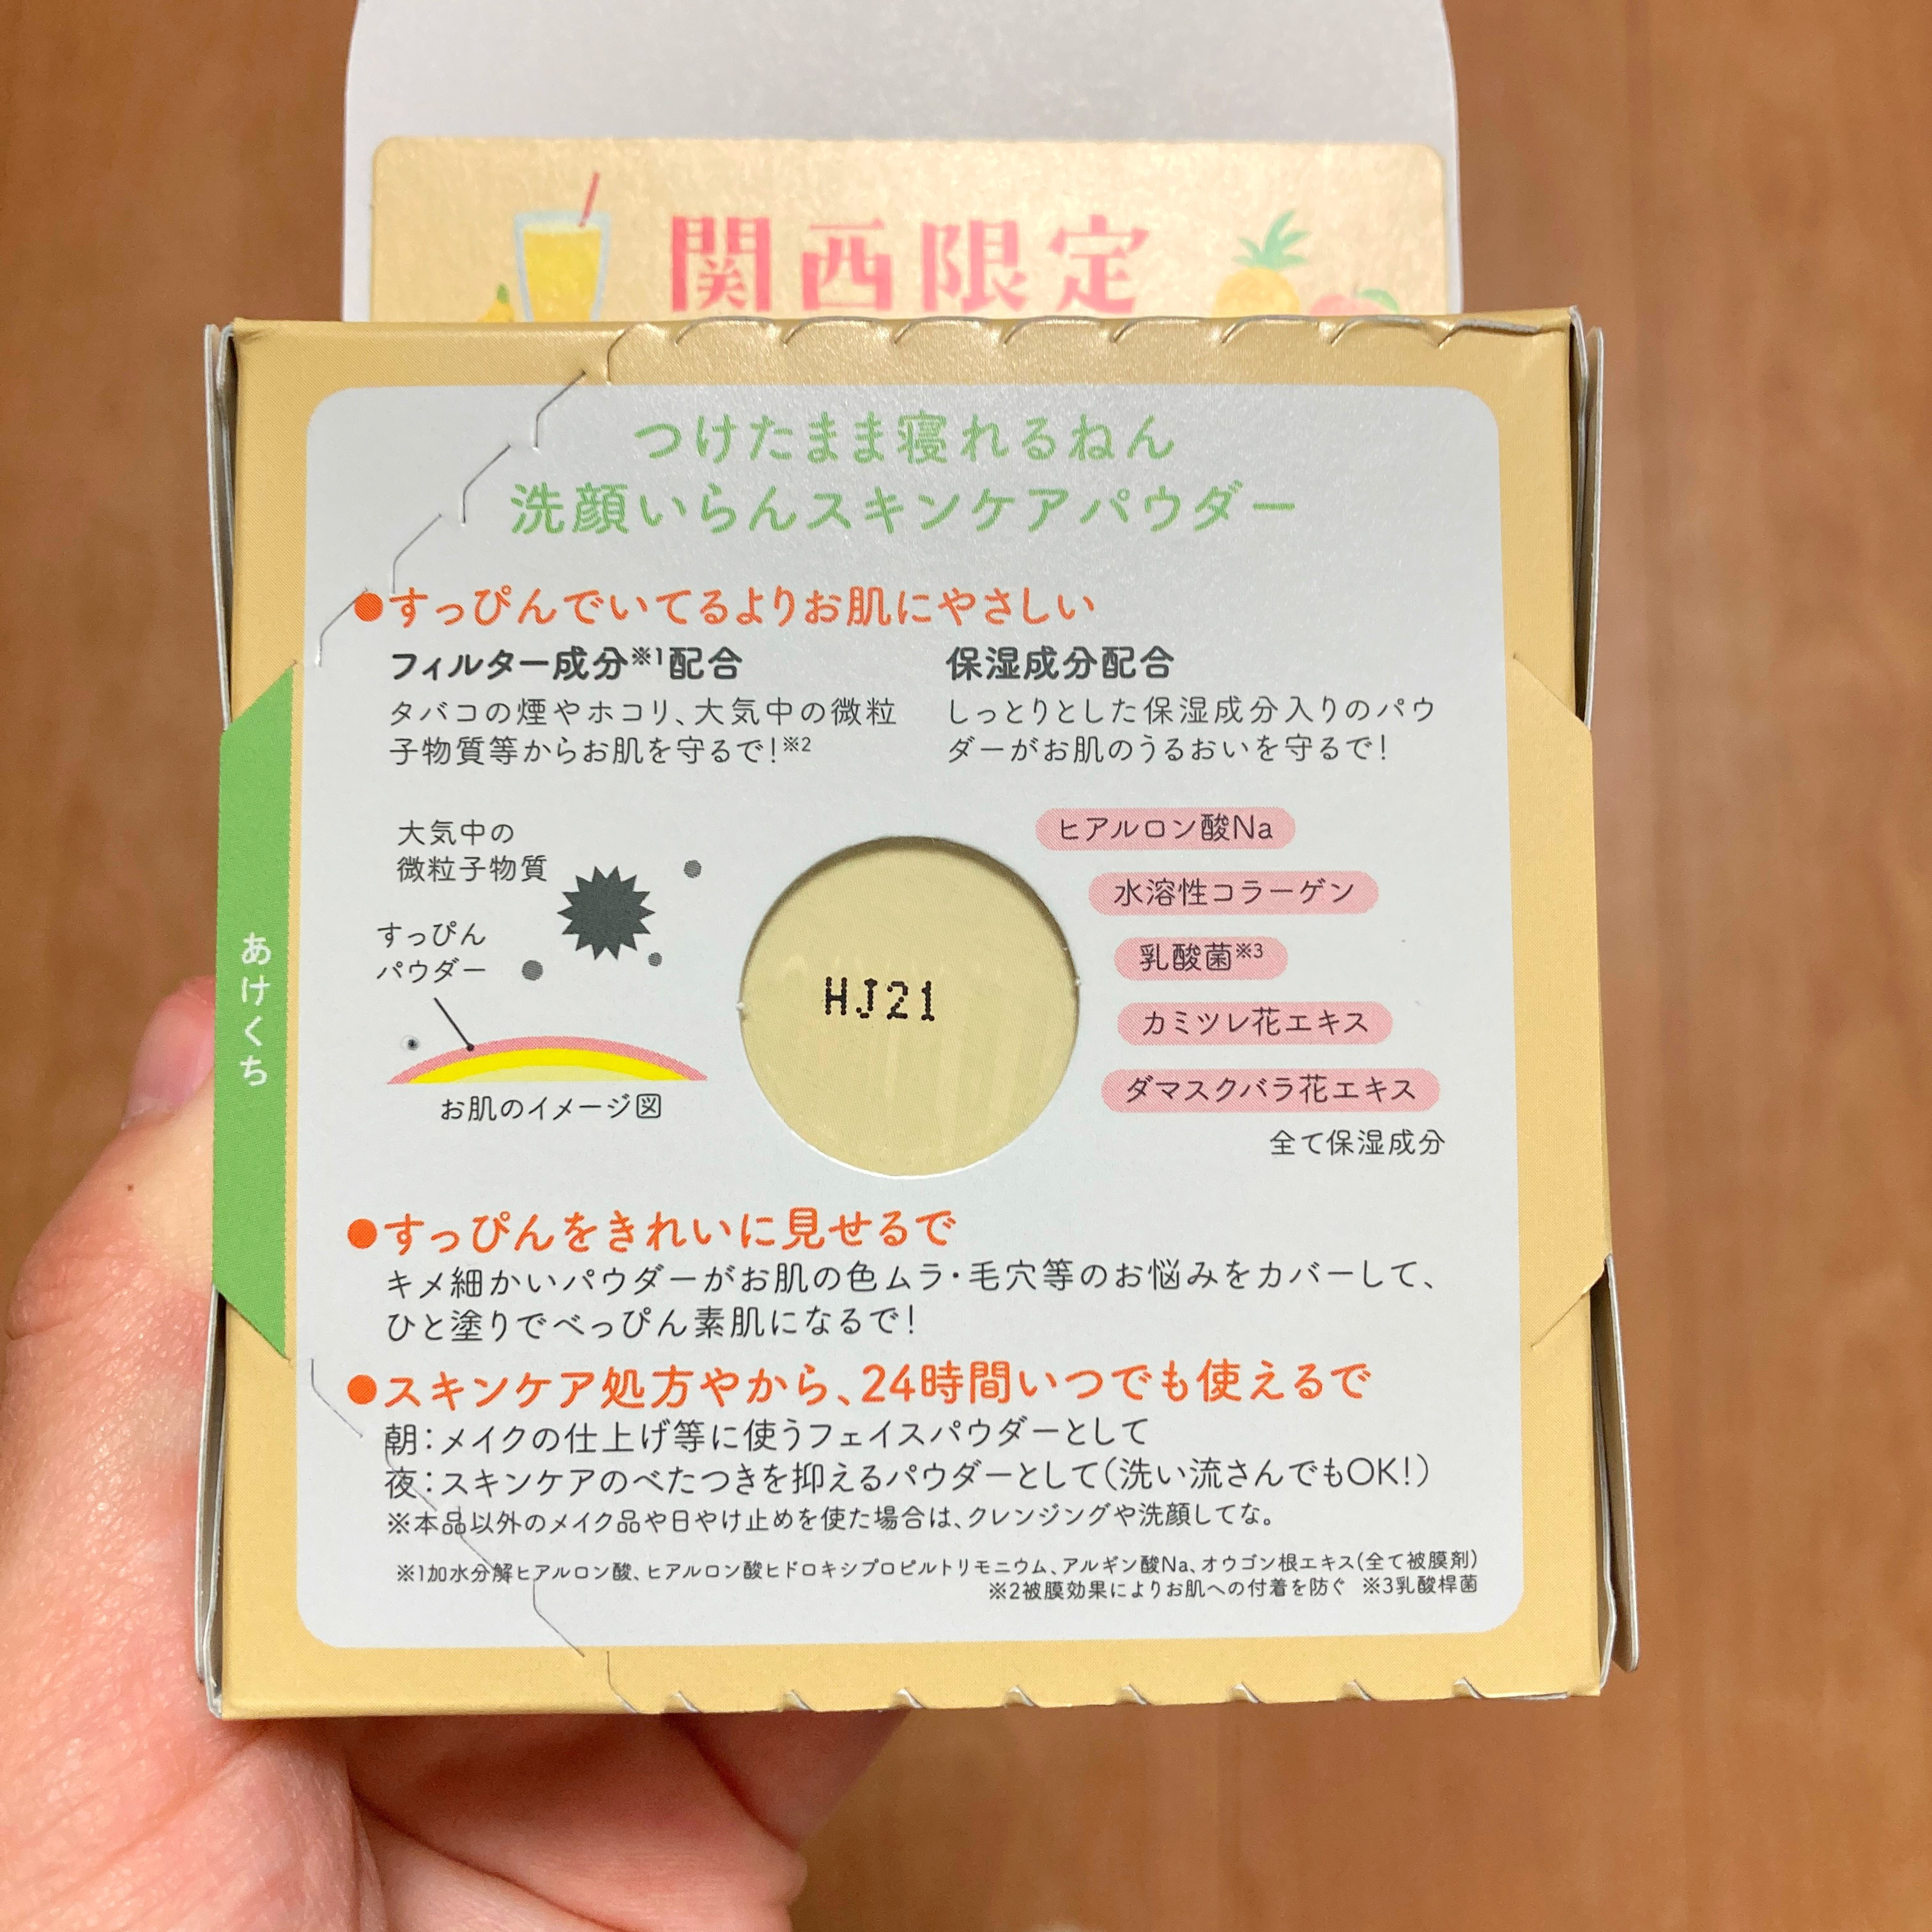 関西限定
つけたまま寝れるねん
洗顔いらんスキンケアパウダー
●すっぴんでいてるよりお肌にやさしい
フィルター成分※1配合
タバコの煙やホコリ、大気中の微粒
子物質等からお肌を守るで!※2
保湿成分配合
しっとりとした保湿成分入りのパウ
ダーがお肌のうるおいを守るで!
大気中の
微粒子物質
すっぴん
パウダー
お肌のイメージ図
HJ21
ヒアルロン酸Na
水溶性コラーゲン
乳酸菌※3
カミツレ花エキス
ダマスクバラ花エキス
全て保湿成分
あけくち
●すっぴんをきれいに見せるで
キメ細かいパウダーがお肌の色ムラ・毛穴等のお悩みをカバーして、
ひと塗りでべっぴん素肌になるで!
●スキンケア処方やから、24時間いつでも使えるで
朝:メイクの仕上げ等に使うフェイスパウダーとして
夜:スキンケアのべたつきを抑えるパウダーとして(洗い流さんでもOK!)
※本品以外のメイク品や日やけ止めを使た場合は、クレンジングや洗顔してな。
※1加水分解ヒアルロン酸、ヒアルロン酸ヒドロキシプロピルトリモニウム、アルギン酸Na、オウゴン根エキス(全て被膜剤)
※2被膜効果によりお肌への付着を防ぐ ※3乳酸桿菌